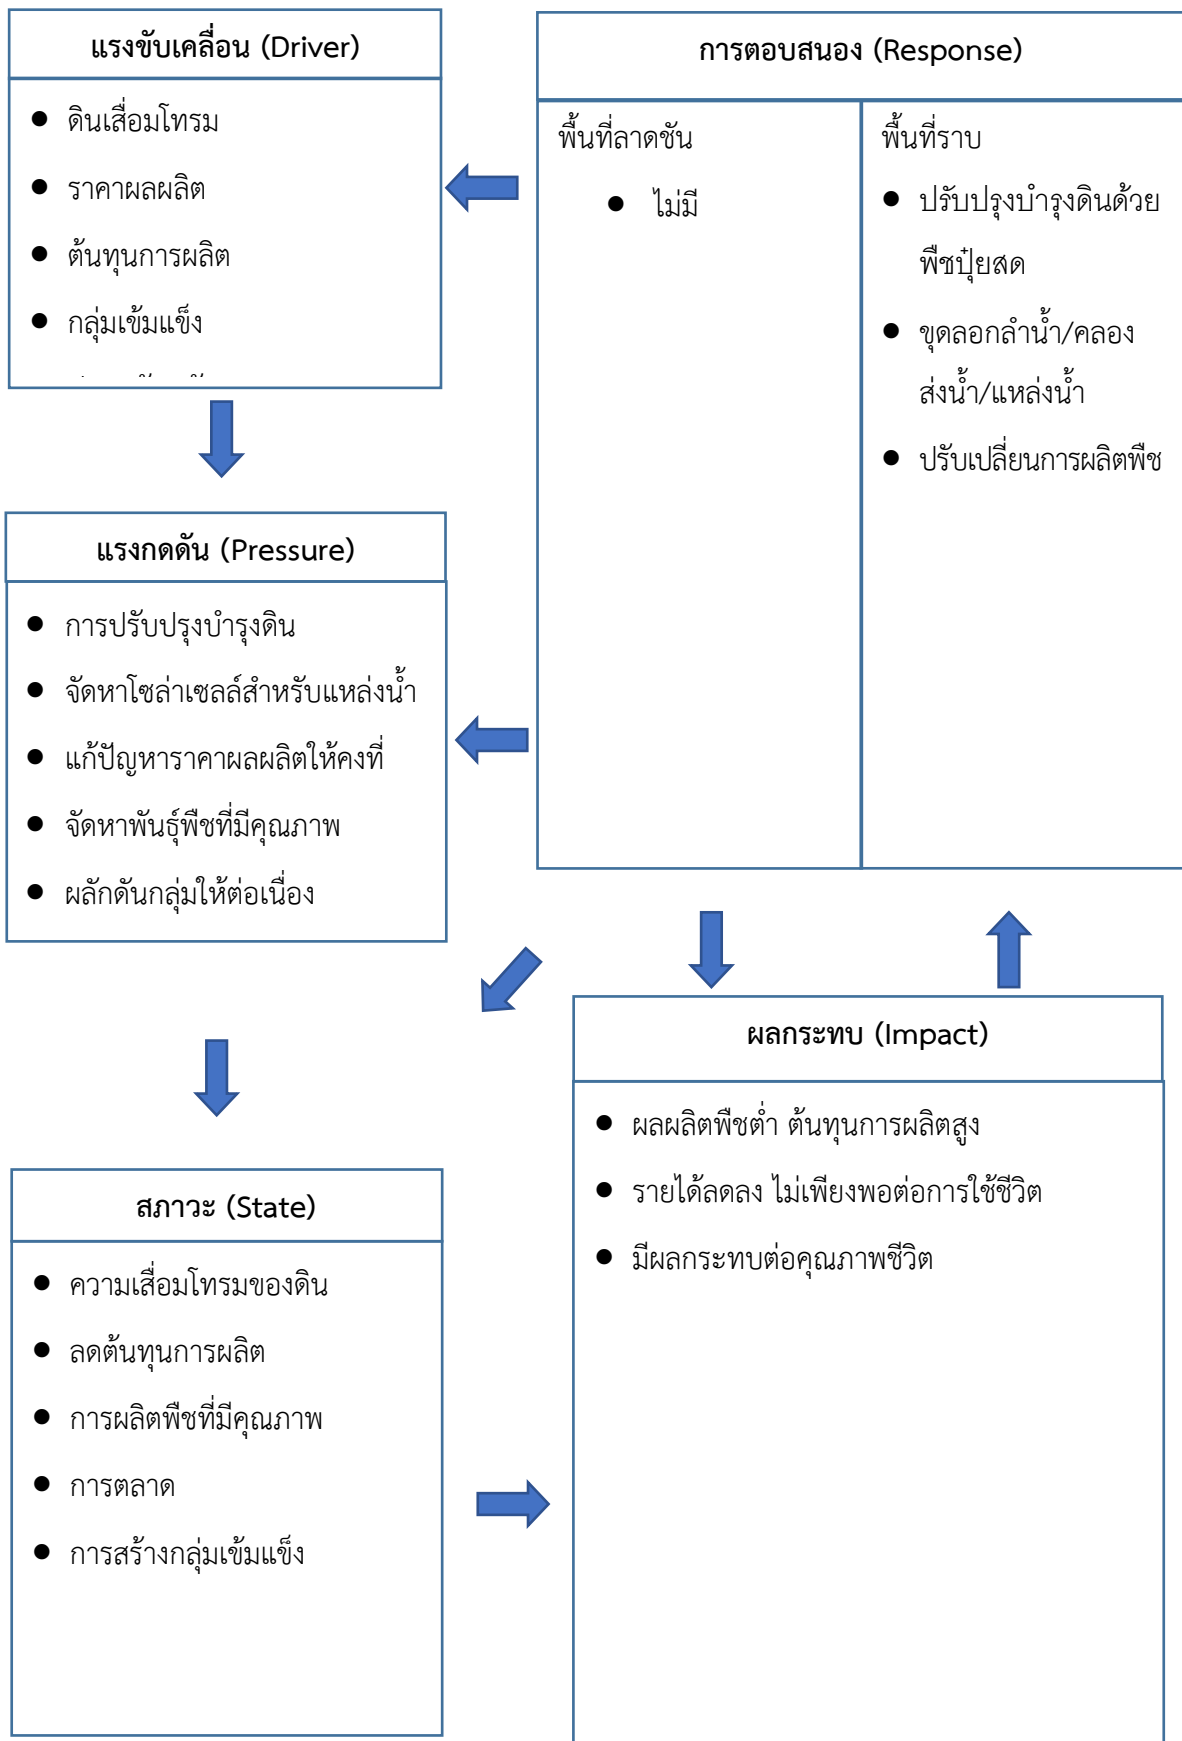 แรงขับเคลื่อน (Driver)
● ดินเสื่อมโทรม
● ราคาผลผลิต
● ต้นทุนการผลิต
● กลุ่มเข้มแข็ง
การตอบสนอง (Response)
พื้นที่ลาดชัน
● ไม่มี
พื้นที่ราบ
● ปรับปรุงบำรุงดินด้วย
พืชปุ๋ยสด
● ขุดลอกลำน้ำ/คลอง
ส่งน้ำ/แหล่งน้ำ
● ปรับเปลี่ยนการผลิตพืช
แรงกดดัน (Pressure)
● การปรับปรุงบำรุงดิน
● จัดหาโซล่าเซลล์สำหรับแหล่งน้ำ
● แก้ปัญหาราคาผลผลิตให้คงที่
● จัดหาพันธุ์พืชที่มีคุณภาพ
● ผลักดันกลุ่มให้ต่อเนื่อง
ผลกระทบ (Impact)
● ผลผลิตพืชต่ำ ต้นทุนการผลิตสูง
● รายได้ลดลง ไม่เพียงพอต่อการใช้ชีวิต
● มีผลกระทบต่อคุณภาพชีวิต
สภาวะ (State)
● ความเสื่อมโทรมของดิน
● ลดต้นทุนการผลิต
● การผลิตพืชที่มีคุณภาพ
● การตลาด
● การสร้างกลุ่มเข้มแข็ง